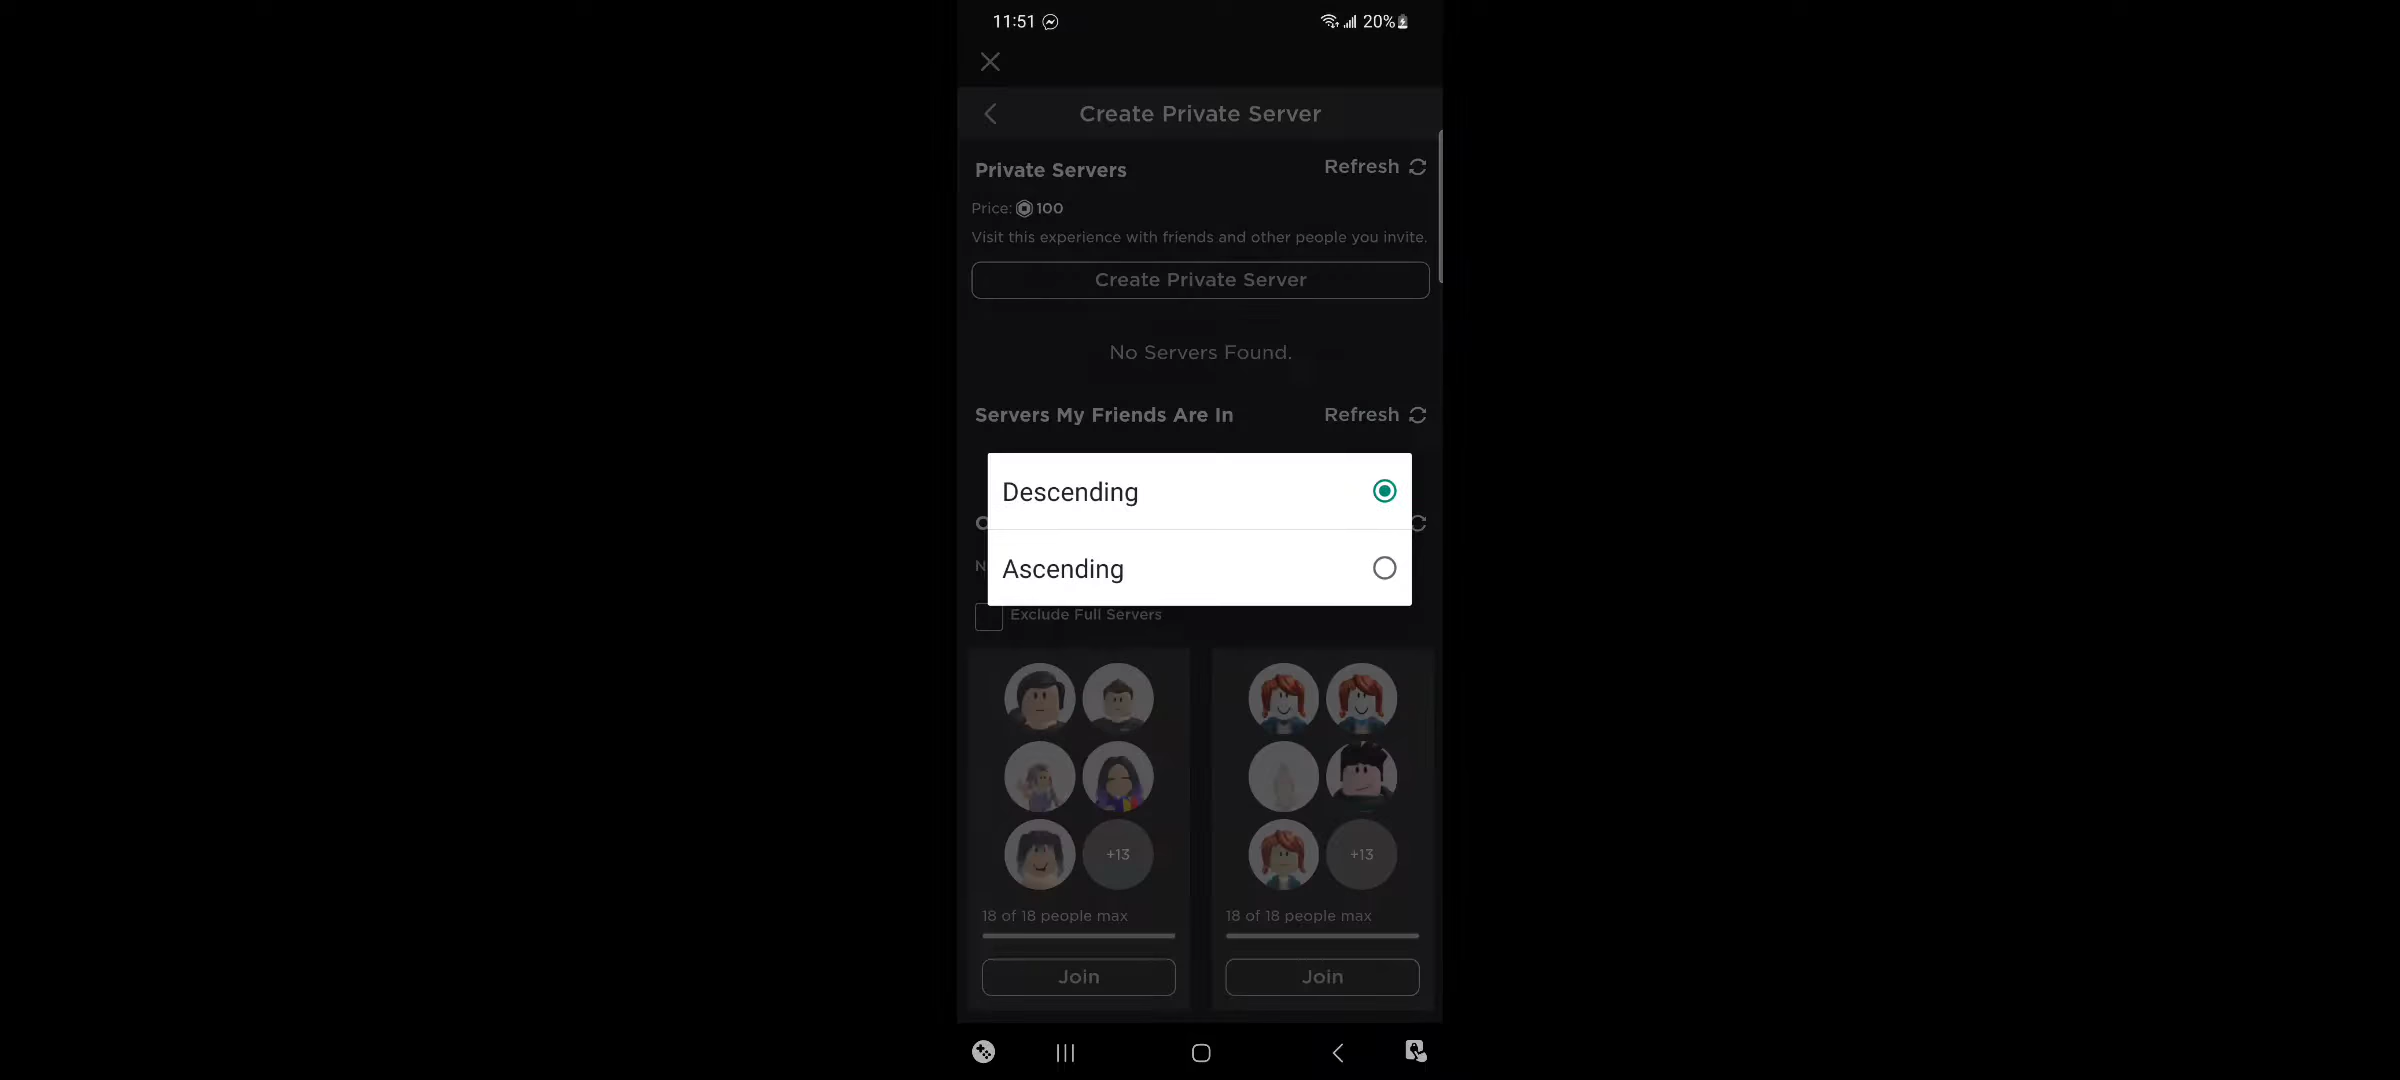 11:51 20%
Create Private Server
Private Servers Refresh
Price: 100
Visit this experience with friends and other people you invite.
Create Private Server
No Servers Found.
Servers My Friends Are In Refresh
Descending
Ascending
Exclude Full Servers
+13 +13
18 of 18 people max 18 of 18 people max
Join Join